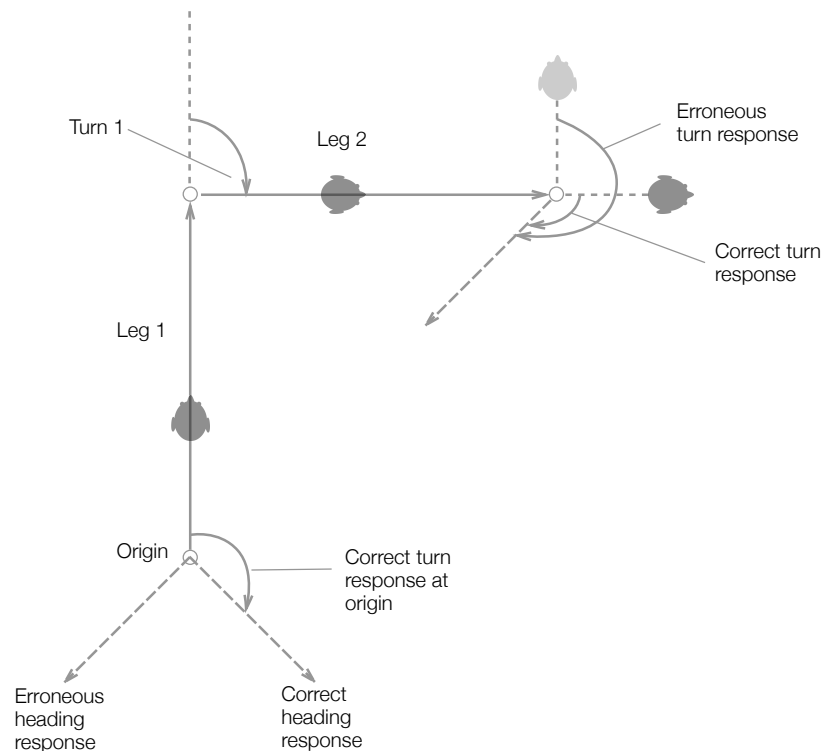 Turn 1
Leg 2
Erroneous
turn response
Correct turn
response
Leg 1
Origin
Correct turn
response at
origin
Erroneous
heading
response
Correct
heading
response